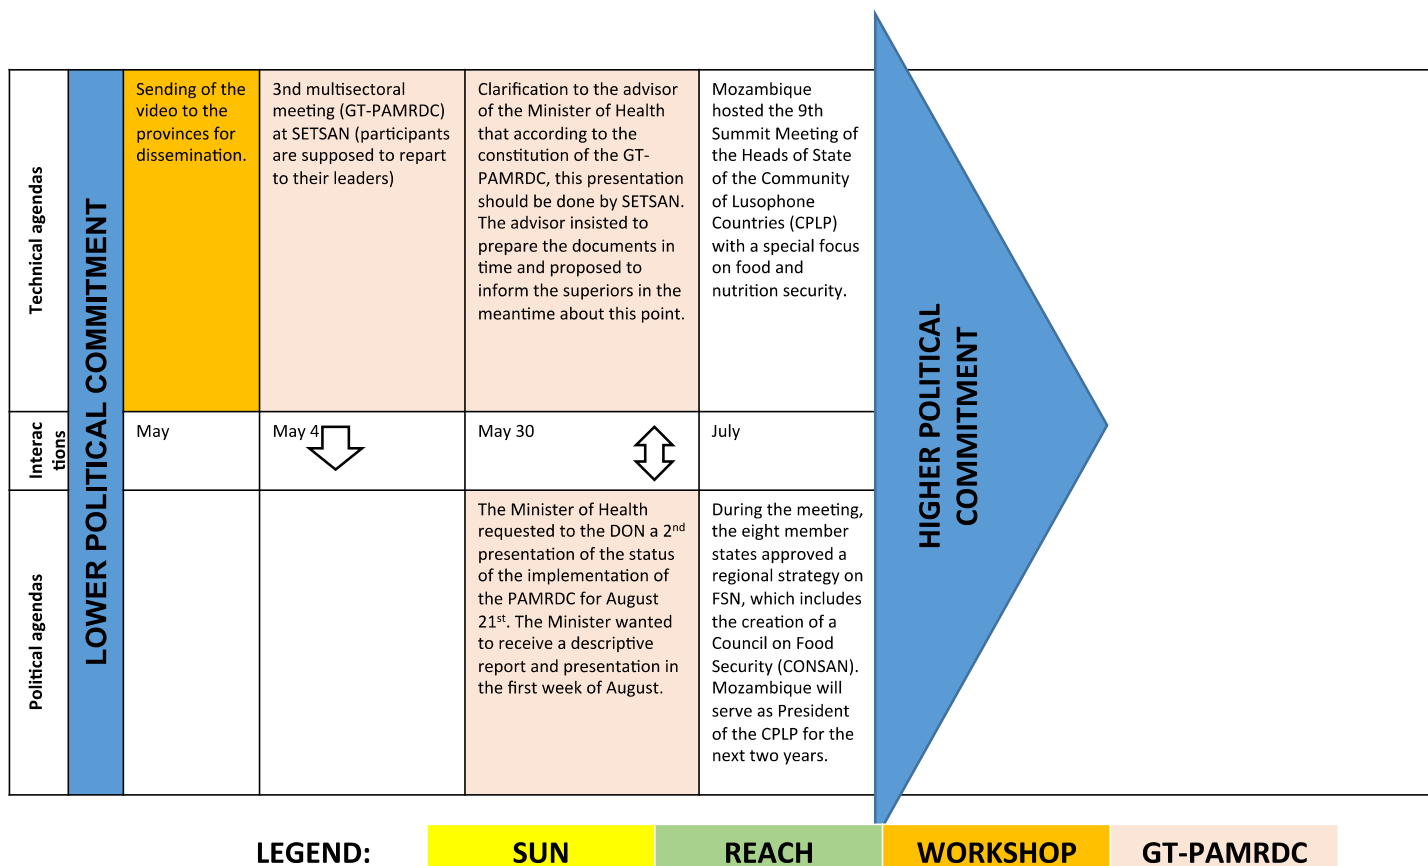 Technical agendas
LOWER POLITICAL COMMITMENT
Sending of the
video to the
provinces for
dissemination.
3nd multisectoral
meeting (GT-PAMRDC)
at SETSAN (participants
are supposed to repart
to their leaders)
Clarification to the advisor
of the Minister of Health
that according to the
constitution of the GT-
PAMRDC, this presentation
should be done by SETSAN.
The advisor insisted to
prepare the documents in
time and proposed to
inform the superiors in the
meantime about this point.
Mozambique
hosted the 9th
Summit Meeting of
the Heads of State
of the Community
of Lusophone
Countries (CPLP)
with a special focus
on food and
nutrition security.
HIGHER POLITICAL
COMMITMENT
Interac
tions
May
May 4
May 30
July
Political agendas
The Minister of Health
requested to the DON a 2nd
presentation of the status
of the implementation of
the PAMRDC for August
21st. The Minister wanted
to receive a descriptive
report and presentation in
the first week of August.
During the meeting,
the eight member
states approved a
regional strategy on
FSN, which includes
the creation of a
Council on Food
Security (CONSAN).
Mozambique will
serve as President
of the CPLP for the
next two years.
LEGEND:
SUN
REACH
WORKSHOP
GT-PAMRDC